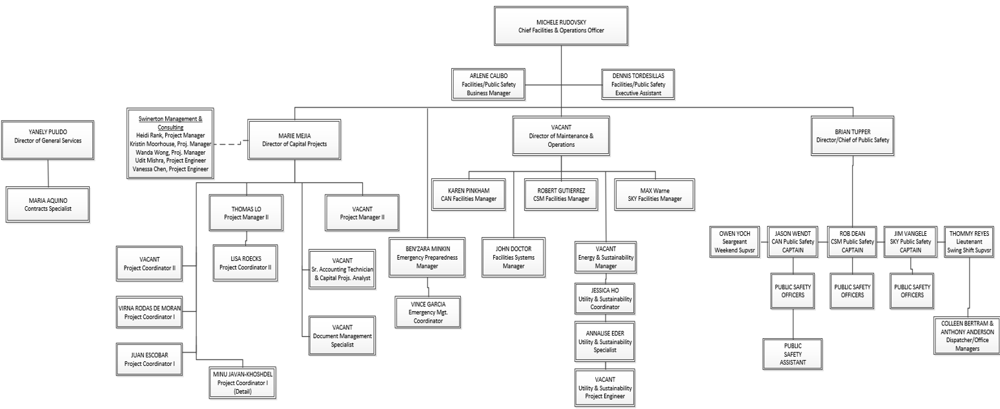 MICHELE RUDOVSKY
Chief Facilities & Operations Officer
ARLENE CALIBO
Facilities/Public Safety
Business Manager
DENNIS TORDESILLAS
Facilities/Public Safety
Executive Assistant
YANELY PULIDO
Director of General Services
MARIA AQUINO
Contracts Specialist
Swinerton Management &
Consulting
Heidi Rank, Project Manager
Kristin Moorhouse, Proj. Manager
Wanda Wong, Proj. Manager
Udit Mishra, Project Engineer
Vanessa Chen, Project Engineer
MARIE MEJIA
Director of Capital Projects
VACANT
Director of Maintenance &
Operations
BRIAN TUPPER
Director/Chief of Public Safety
THOMAS LO
Project Manager II
VACANT
Project Manager II
LISA ROECKS
Project Coordinator II
VACANT
Project Coordinator II
VIRNA RODAS DE MORAN
Project Coordinator I
JUAN ESCOBAR
Project Coordinator I
MINU JAVAN-KHOSHDEL
Project Coordinator I
(Detail)
VACANT
Sr. Accounting Technician
& Capital Projs. Analyst
VACANT
Document Management
Specialist
BEN'ZARA MINKIN
Emergency Preparedness
Manager
VINCE GARCIA
Emergency Mgt.
Coordinator
KAREN PINKHAM
CAN Facilities Manager
ROBERT GUTIERREZ
CSM Facilities Manager
MAX Warne
SKY Facilities Manager
JOHN DOCTOR
Facilities Systems
Manager
VACANT
Energy & Sustainability
Manager
JESSICA HO
Utility & Sustainability
Coordinator
ANNALISE EDER
Utility & Sustainability
Specialist
VACANT
Utility & Sustainability
Project Engineer
OWEN YOCH
Seargeant
Weekend Supvsr
JASON WENDT
CAN Public Safety
CAPTAIN
ROB DEAN
CSM Public Safety
CAPTAIN
JIM VANGELE
SKY Public Safety
CAPTAIN
THOMMY REYES
Lieutenant
Swing Shift Supvsr
PUBLIC SAFETY
OFFICERS
PUBLIC SAFETY
OFFICERS
PUBLIC SAFETY
OFFICERS
PUBLIC
SAFETY
ASSISTANT
COLLEEN BERTRAM &
ANTHONY ANDERSON
Dispatcher/Office
Managers